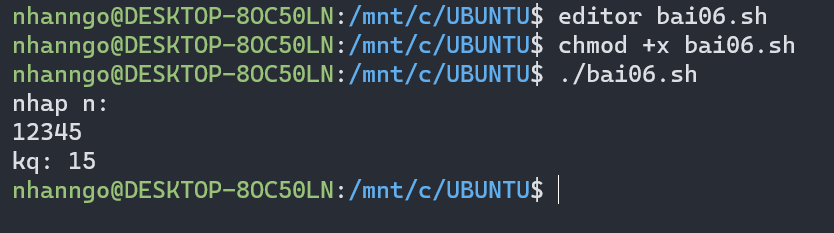 nhanngo@DESKTOP-8OC50LN:/mnt/c/UBUNTU$ editor bai06.sh
nhanngo@DESKTOP-8OC50LN:/mnt/c/UBUNTU$ chmod +x bai06.sh
nhanngo@DESKTOP-8OC50LN:/mnt/c/UBUNTU$ ./bai06.sh
nhap n:
12345
kq: 15
nhanngo@DESKTOP-8OC50LN:/mnt/c/UBUNTU$